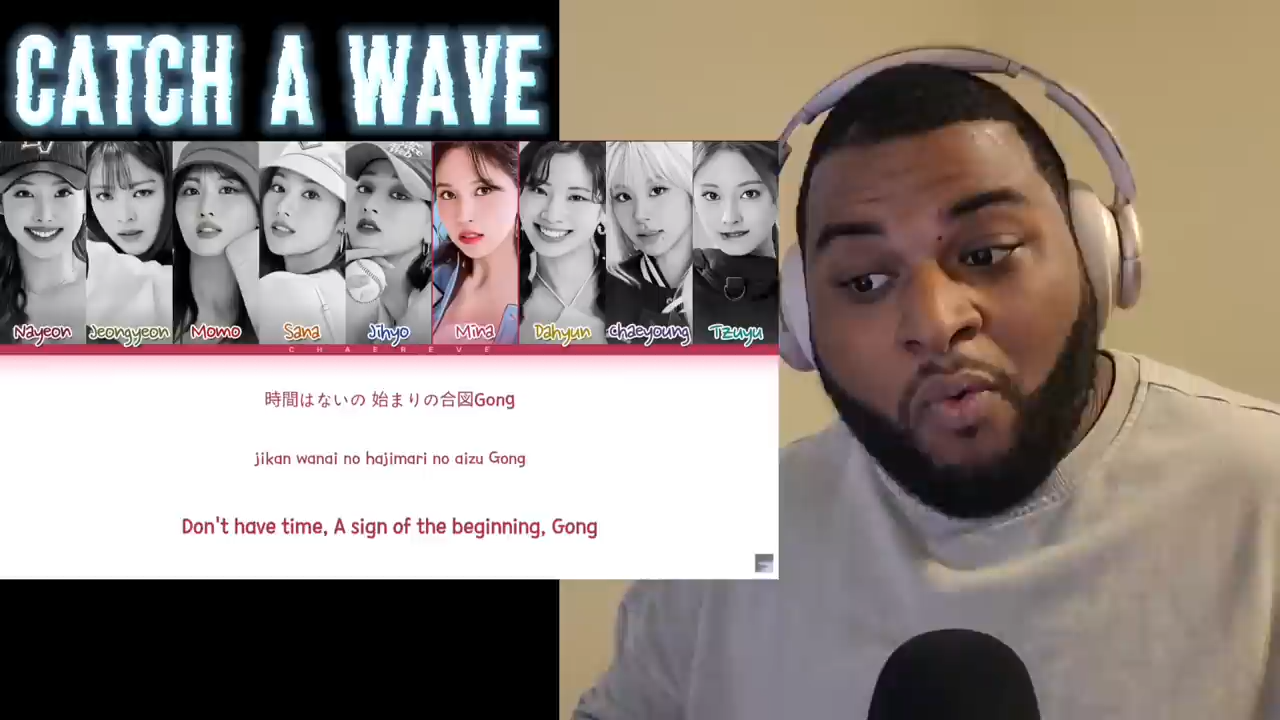 CATCH A WAVE
Nayeon Jeongyeon Momo Sana Jihyo Mina Dahyun Chaeyoung Tzuyu
CHAEREVE
時間はないの 始まりの合図Gong
jikan wanai no hajimari no aizu Gong
Don't have time, A sign of the beginning, Gong